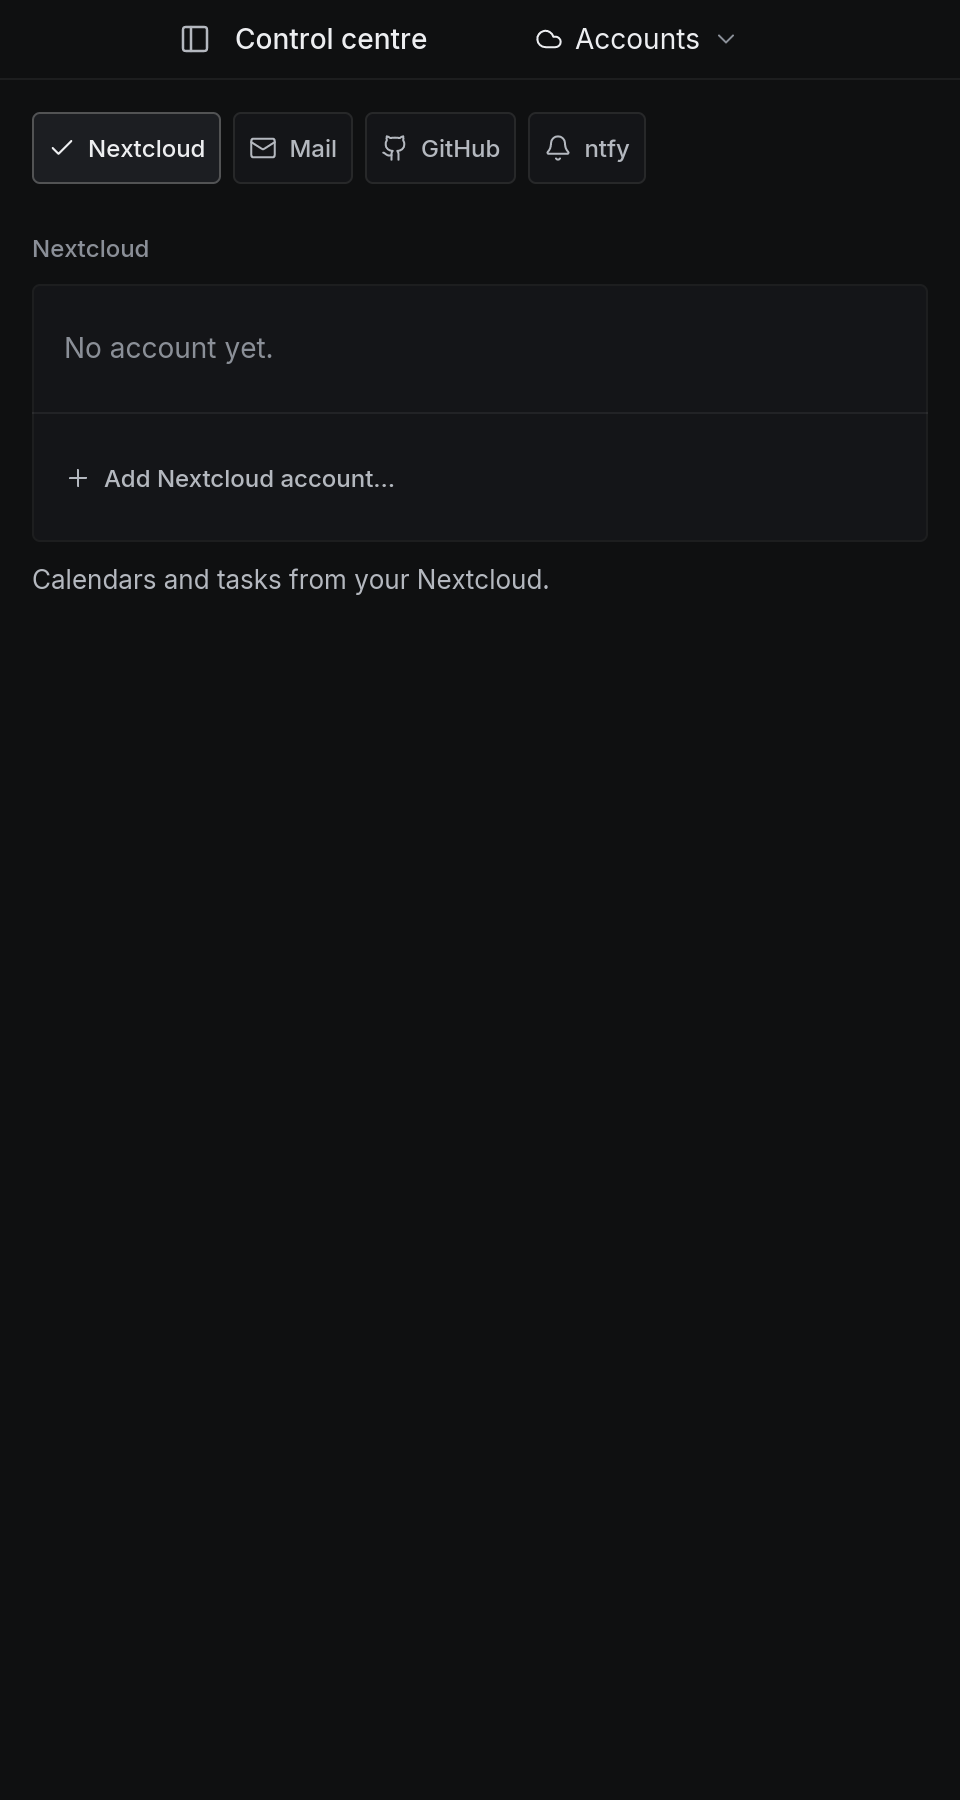 Control centre
Accounts
Nextcloud
Mail
GitHub
ntfy
Nextcloud
No account yet.
Add Nextcloud account...
Calendars and tasks from your Nextcloud.